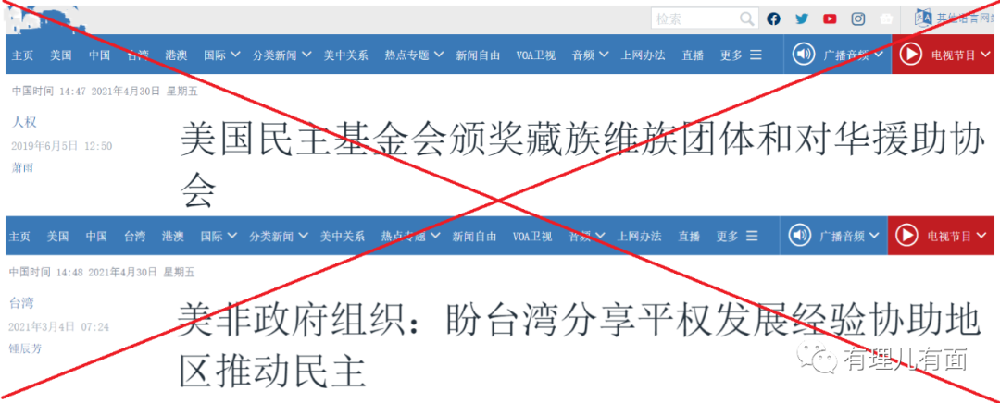 检索 其他语言网站
主页 美国 中国 台湾 港澳 国际 分类新闻 美中关系 热点专题 新闻自由 VOA卫视 音频 上网办法 直播 更多 广播音频 电视节目
中国时间 14:47 2021年4月30日 星期五
人权
2019年6月5日 12:50
萧雨
美国民主基金会颁奖藏族维族团体和对华援助协
会
主页 美国 中国 台湾 港澳 国际 分类新闻 美中关系 热点专题 新闻自由 VOA卫视 音频 上网办法 直播 更多 广播音频 电视节目
中国时间 14:48 2021年4月30日 星期五
台湾
2021年3月4日 07:24
锺辰芳
美非政府组织：盼台湾分享平权发展经验协助地
区推动民主
有理儿有面